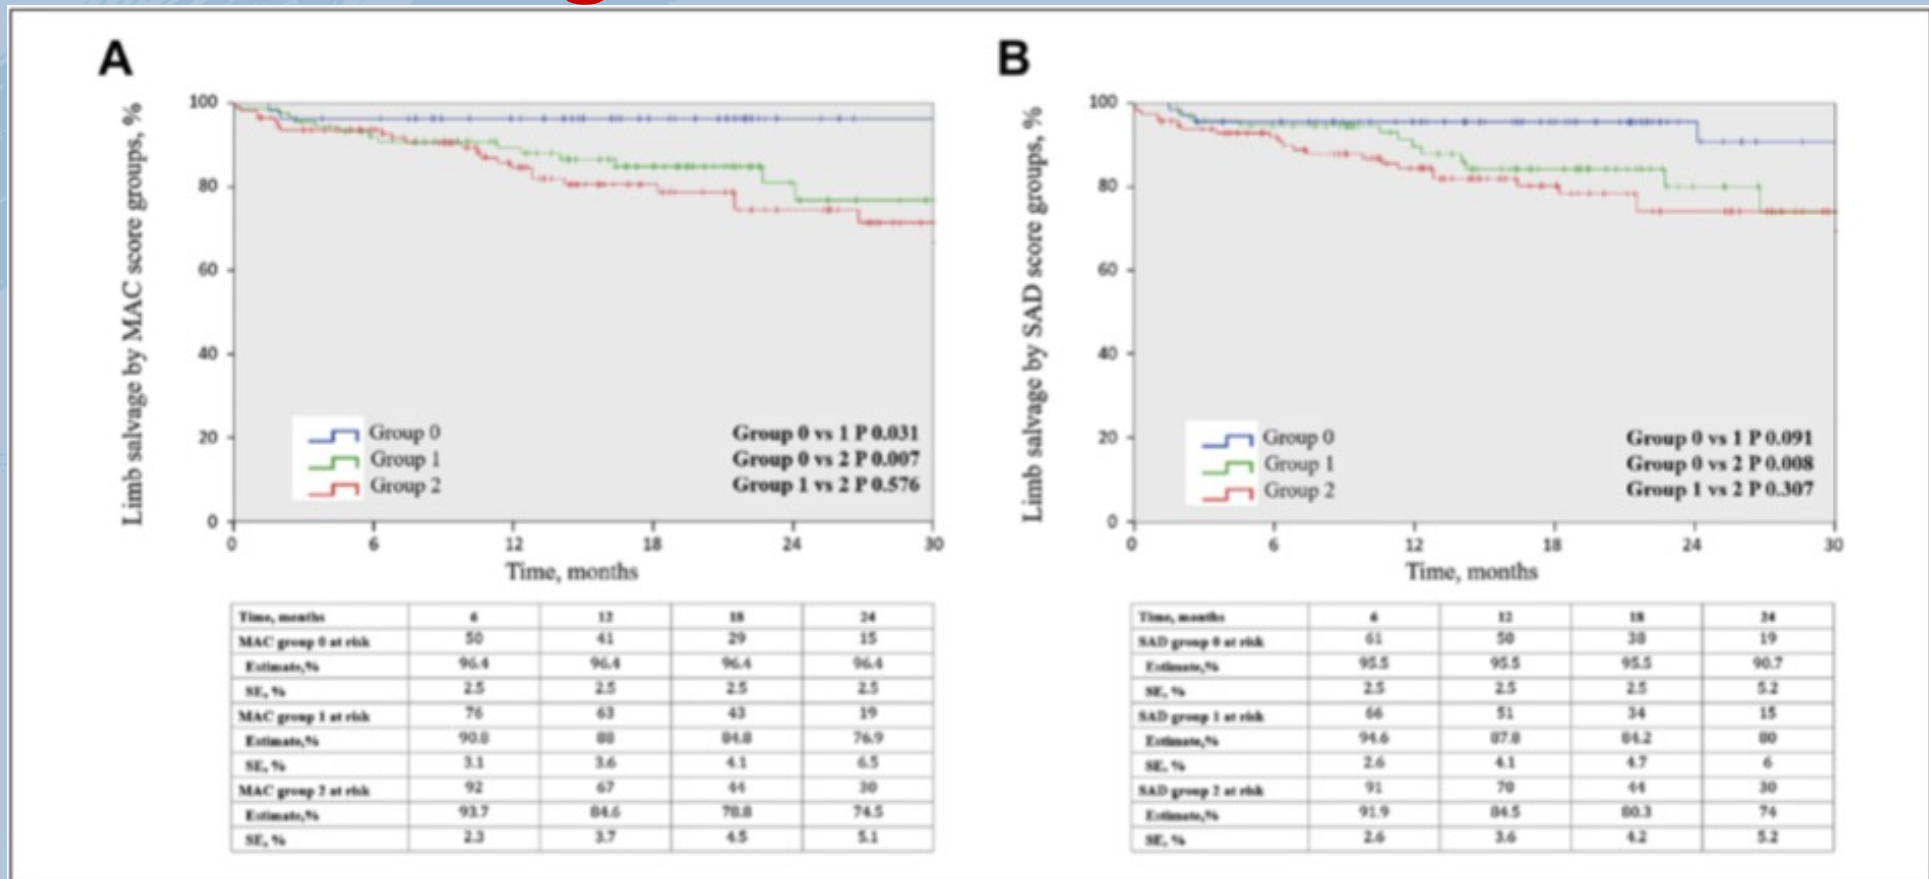 A
Limb salvage by MAC score groups, %
100
80
60
40
20
0
Group 0
Group 1
Group 2
Group 0 vs 1 P 0.031
Group 0 vs 2 P 0.007
Group 1 vs 2 P 0.576
0 6 12 18 24 30
Time, months
Time, months 6 12 18 24
MAC group 0 at risk 50 41 29 15
Estimate,% 96.4 96.4 96.4 96.4
SE, % 2.5 2.5 2.5 2.5
MAC group 1 at risk 76 63 43 19
Estimate,% 90.8 88 84.8 76.9
SE, % 3.1 3.6 4.1 6.5
MAC group 2 at risk 92 67 44 30
Estimate,% 93.7 84.6 78.8 74.5
SE, % 2.3 3.7 4.5 5.1
B
Limb salvage by SAD score groups, %
100
80
60
40
20
0
Group 0
Group 1
Group 2
Group 0 vs 1 P 0.091
Group 0 vs 2 P 0.008
Group 1 vs 2 P 0.307
0 6 12 18 24 30
Time, months
Time, months 6 12 18 24
SAD group 0 at risk 61 50 38 19
Estimate,% 95.5 95.5 95.5 90.7
SE, % 2.5 2.5 2.5 5.2
SAD group 1 at risk 66 51 34 15
Estimate,% 94.6 87.8 84.2 80
SE, % 2.6 4.1 4.7 6
SAD group 2 at risk 91 70 44 30
Estimate,% 91.9 84.5 80.3 74
SE, % 2.6 3.6 4.2 5.2